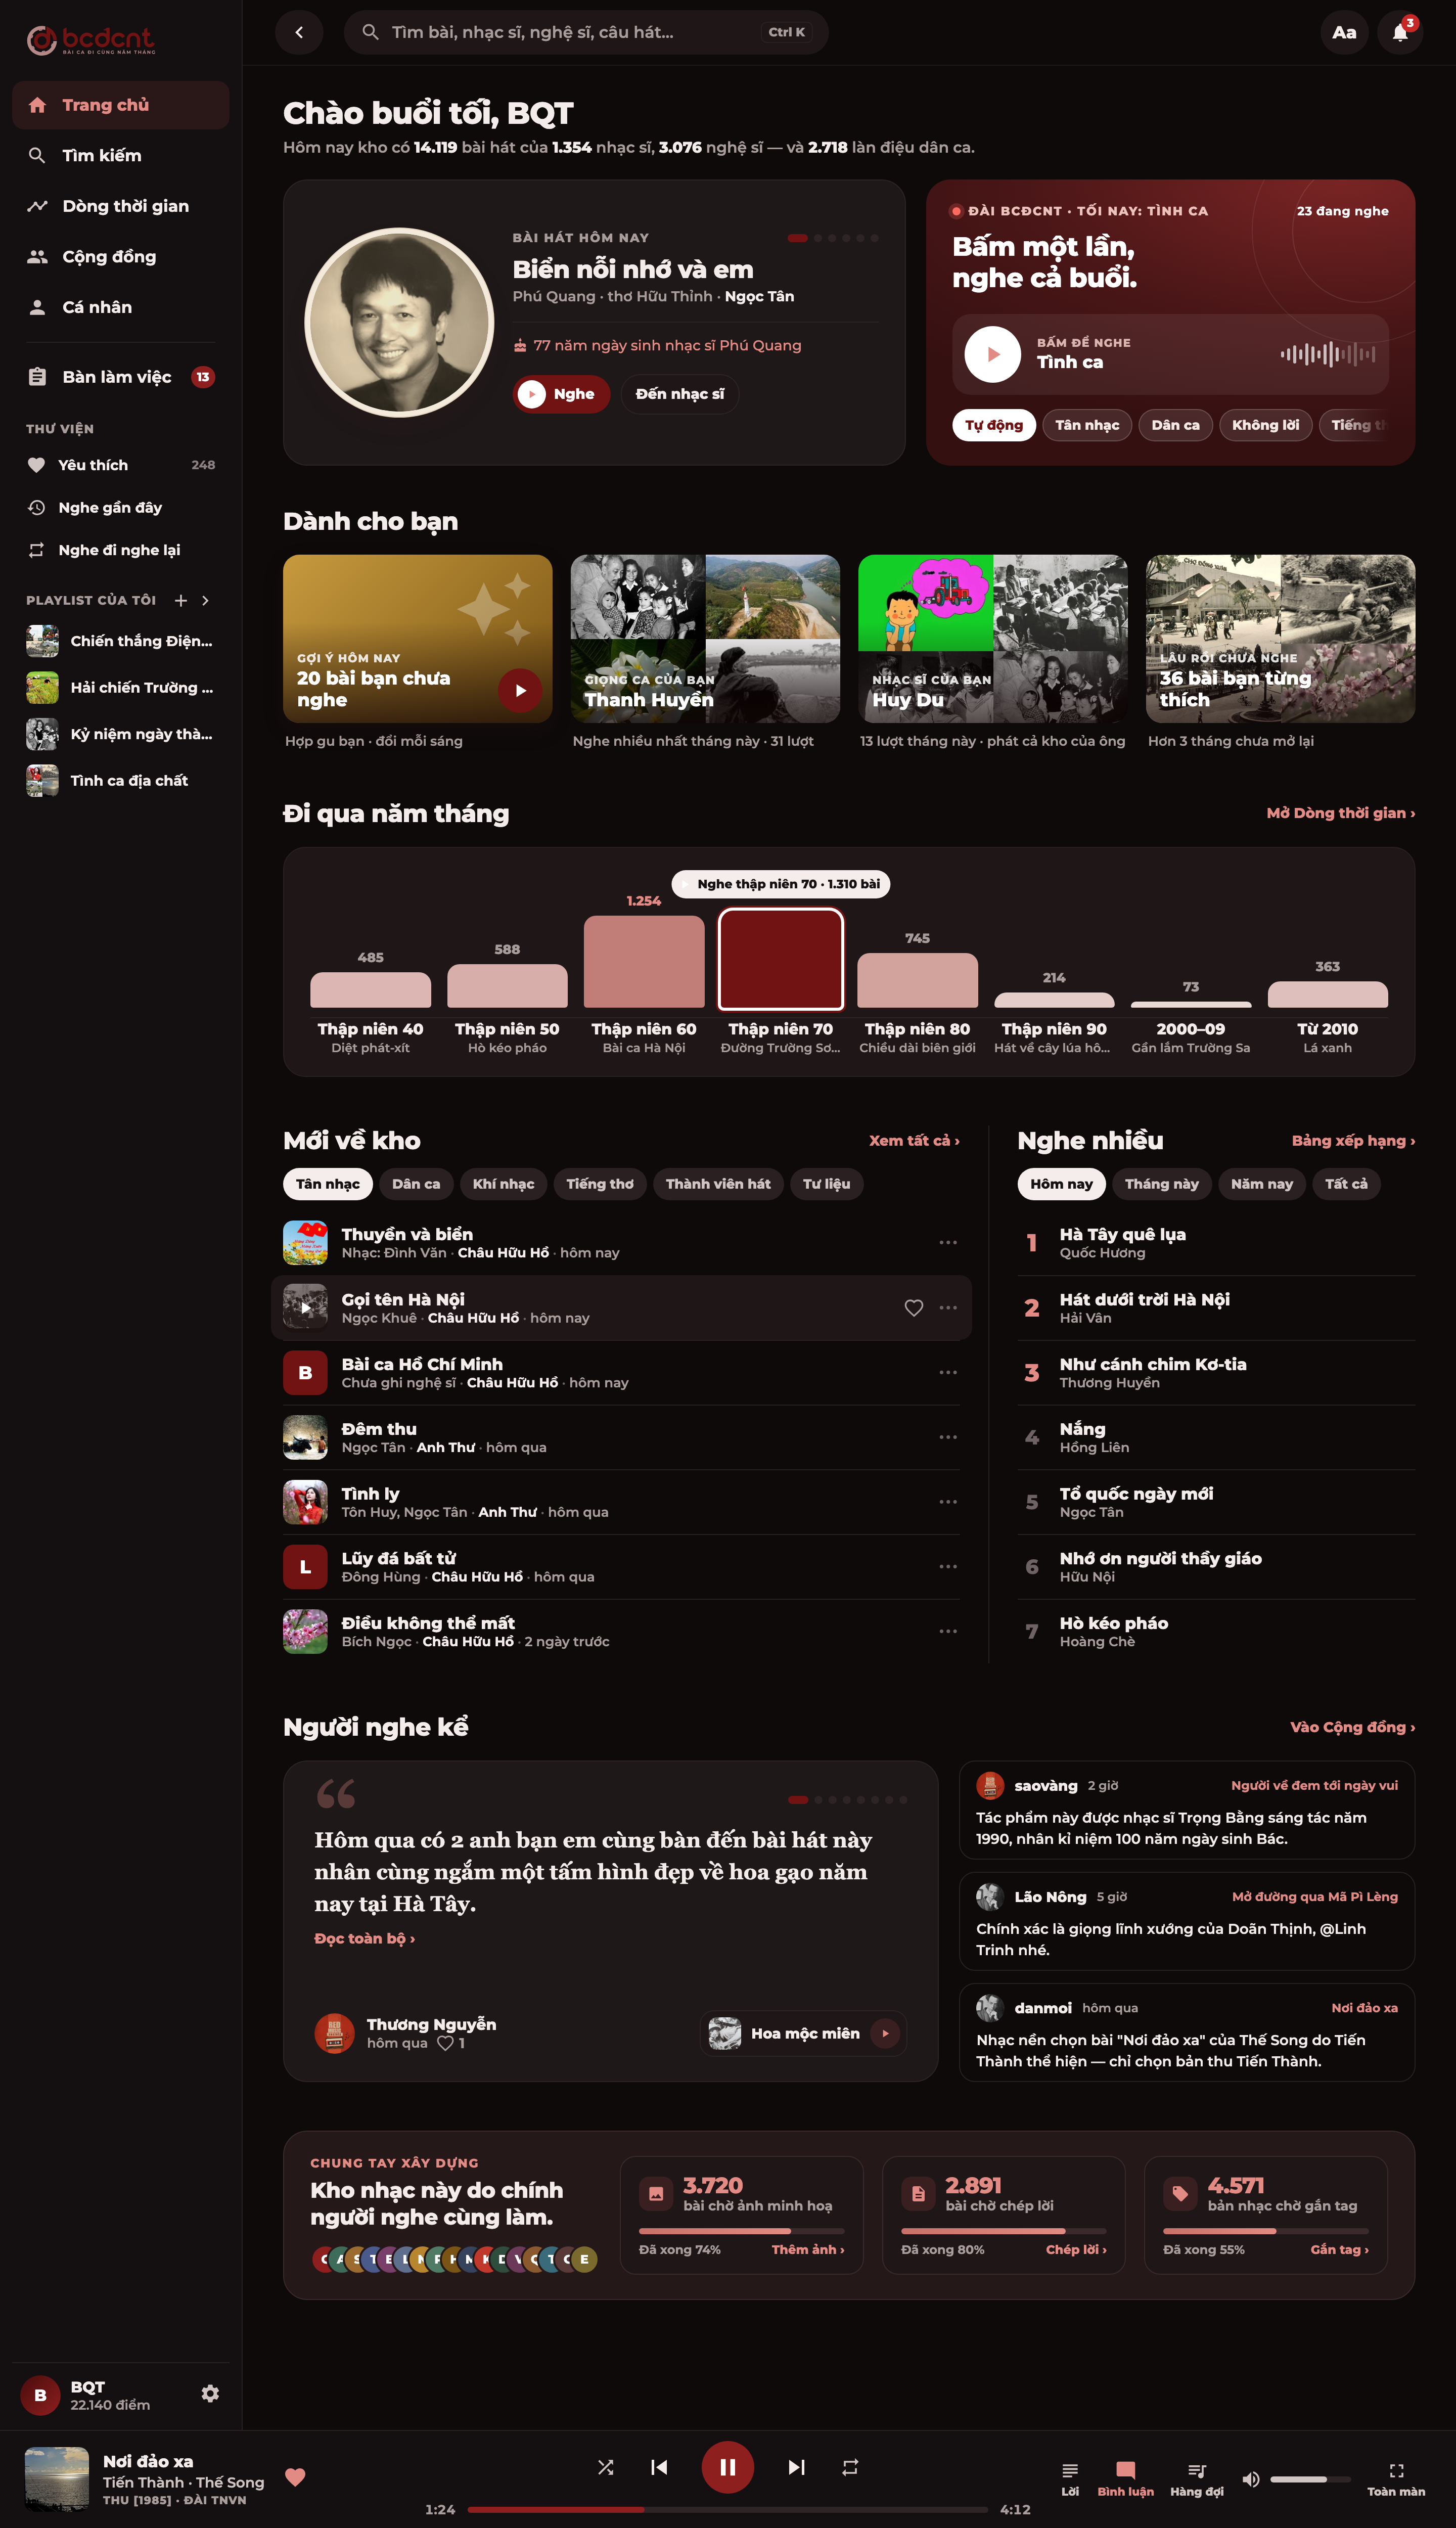 bcdcnt
BÀI CA ĐI CÙNG NĂM THÁNG
Trang chủ
Tìm kiếm
Dòng thời gian
Cộng đồng
Cá nhân
Bàn làm việc 13
THƯ VIỆN
Yêu thích 248
Nghe gần đây
Nghe đi nghe lại
PLAYLIST CỦA TÔI
Chiến thắng Điện...
Hải chiến Trường ...
Kỷ niệm ngày thà...
Tình ca địa chất
B
BQT
22.140 điểm
Tìm bài, nhạc sĩ, nghệ sĩ, câu hát... Ctrl K
Aa
3
Chào buổi tối, BQT
Hôm nay kho có 14.119 bài hát của 1.354 nhạc sĩ, 3.076 nghệ sĩ — và 2.718 làn điệu dân ca.
BÀI HÁT HÔM NAY
Biển nỗi nhớ và em
Phú Quang · thơ Hữu Thỉnh · Ngọc Tân
77 năm ngày sinh nhạc sĩ Phú Quang
Nghe
Đến nhạc sĩ
ĐÀI BCĐCNT · TỐI NAY: TÌNH CA
23 đang nghe
Bấm một lần,
nghe cả buổi.
BẤM ĐỂ NGHE
Tình ca
Tự động
Tân nhạc
Dân ca
Không lời
Tiếng th
Dành cho bạn
GỢI Ý HÔM NAY
20 bài bạn chưa
nghe
Hợp gu bạn · đổi mỗi sáng
GIỌNG CA CỦA BẠN
Thanh Huyền
Nghe nhiều nhất tháng này · 31 lượt
NHẠC SĨ CỦA BẠN
Huy Du
13 lượt tháng này · phát cả kho của ông
CHỢ ĐỒNG XUÂN
LÂU RỒI CHƯA NGHE
36 bài bạn từng
thích
Hơn 3 tháng chưa mở lại
Đi qua năm tháng
Mở Dòng thời gian ›
Nghe thập niên 70 · 1.310 bài
485
588
1.254
745
214
73
363
Thập niên 40
Thập niên 50
Thập niên 60
Thập niên 70
Thập niên 80
Thập niên 90
2000–09
Từ 2010
Diệt phát-xít
Hò kéo pháo
Bài ca Hà Nội
Đường Trường Sơ...
Chiều dài biên giới
Hát về cây lúa hô...
Gần lắm Trường Sa
Lá xanh
Mới về kho
Xem tất cả ›
Tân nhạc
Dân ca
Khí nhạc
Tiếng thơ
Thành viên hát
Tư liệu
Thuyền và biển
Nhạc: Đình Văn · Châu Hữu Hồ · hôm nay
Gọi tên Hà Nội
Ngọc Khuê · Châu Hữu Hồ · hôm nay
B
Bài ca Hồ Chí Minh
Chưa ghi nghệ sĩ · Châu Hữu Hồ · hôm nay
Đêm thu
Ngọc Tân · Anh Thư · hôm qua
Tình ly
Tôn Huy, Ngọc Tân · Anh Thư · hôm qua
L
Lũy đá bất tử
Đông Hùng · Châu Hữu Hồ · hôm qua
Điều không thể mất
Bích Ngọc · Châu Hữu Hồ · 2 ngày trước
Nghe nhiều
Bảng xếp hạng ›
Hôm nay
Tháng này
Năm nay
Tất cả
1
Hà Tây quê lụa
Quốc Hương
2
Hát dưới trời Hà Nội
Hải Vân
3
Như cánh chim Kơ-tia
Thương Huyền
4
Nắng
Hồng Liên
5
Tổ quốc ngày mới
Ngọc Tân
6
Nhớ ơn người thầy giáo
Hữu Nội
7
Hò kéo pháo
Hoàng Chè
Người nghe kể
Vào Cộng đồng ›
“
Hôm qua có 2 anh bạn em cùng bàn đến bài hát này
nhân cùng ngắm một tấm hình đẹp về hoa gạo năm
nay tại Hà Tây.
Đọc toàn bộ ›
Thương Nguyễn
hôm qua 1
Hoa mộc miên
saovàng 2 giờ
Người về đem tới ngày vui
Tác phẩm này được nhạc sĩ Trọng Bằng sáng tác năm
1990, nhân kỉ niệm 100 năm ngày sinh Bác.
Lão Nông 5 giờ
Mở đường qua Mã Pì Lèng
Chính xác là giọng lĩnh xướng của Doãn Thịnh, @Linh
Trinh nhé.
danmoi hôm qua
Nơi đảo xa
Nhạc nền chọn bài "Nơi đảo xa" của Thế Song do Tiến
Thành thể hiện — chỉ chọn bản thu Tiến Thành.
CHUNG TAY XÂY DỰNG
Kho nhạc này do chính
người nghe cùng làm.
E
3.720
bài chờ ảnh minh hoạ
Đã xong 74%
Thêm ảnh ›
2.891
bài chờ chép lời
Đã xong 80%
Chép lời ›
4.571
bản nhạc chờ gắn tag
Đã xong 55%
Gắn tag ›
Nơi đảo xa
Tiến Thành · Thế Song
THU [1985] · ĐÀI TNVN
1:24
4:12
Lời
Bình luận
Hàng đợi
Toàn màn